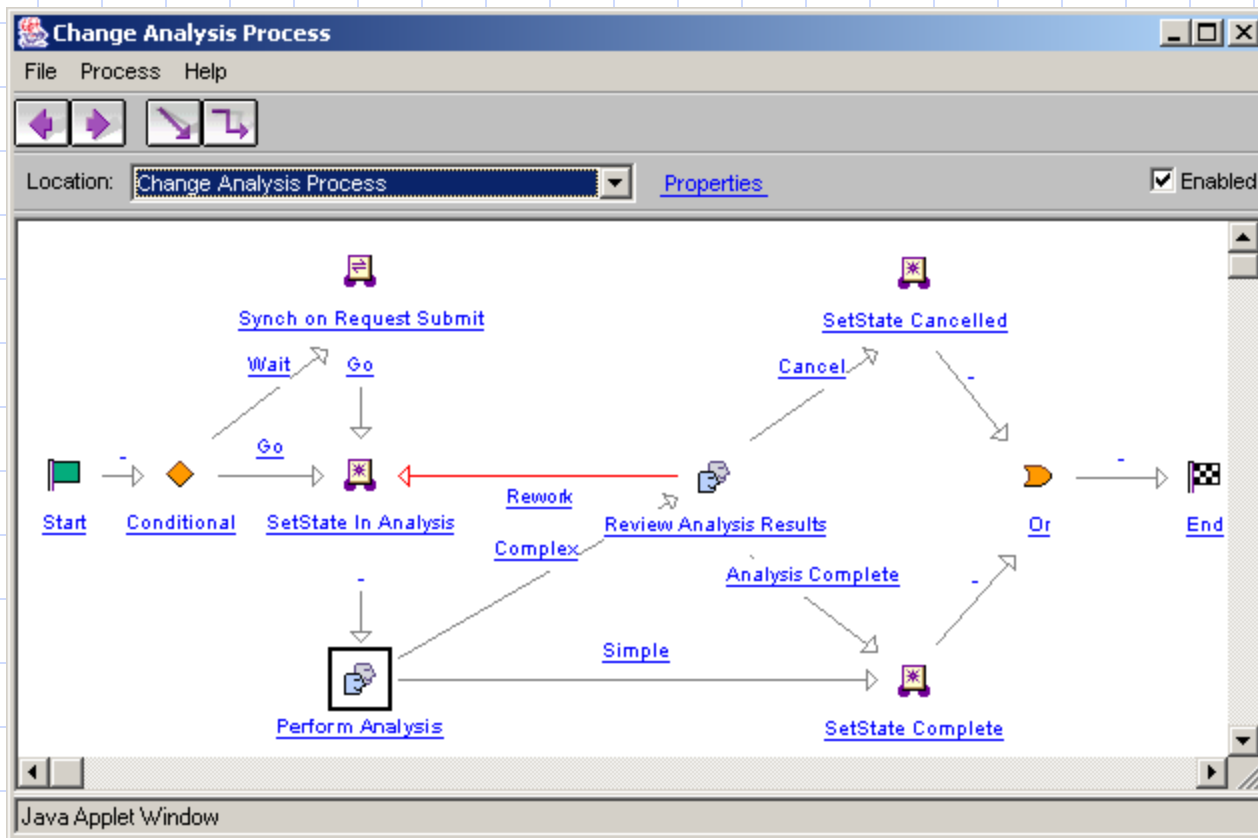 Change Analysis Process
File Process Help
Location: Change Analysis Process Properties Enabled
Synch on Request Submit
SetState Cancelled
Wait
Go
Cancel
-
-
Go
-
Start
Conditional
SetState In Analysis
Rework
Review Analysis Results
Or
End
Complex
-
Analysis Complete
-
Simple
Perform Analysis
SetState Complete
Java Applet Window